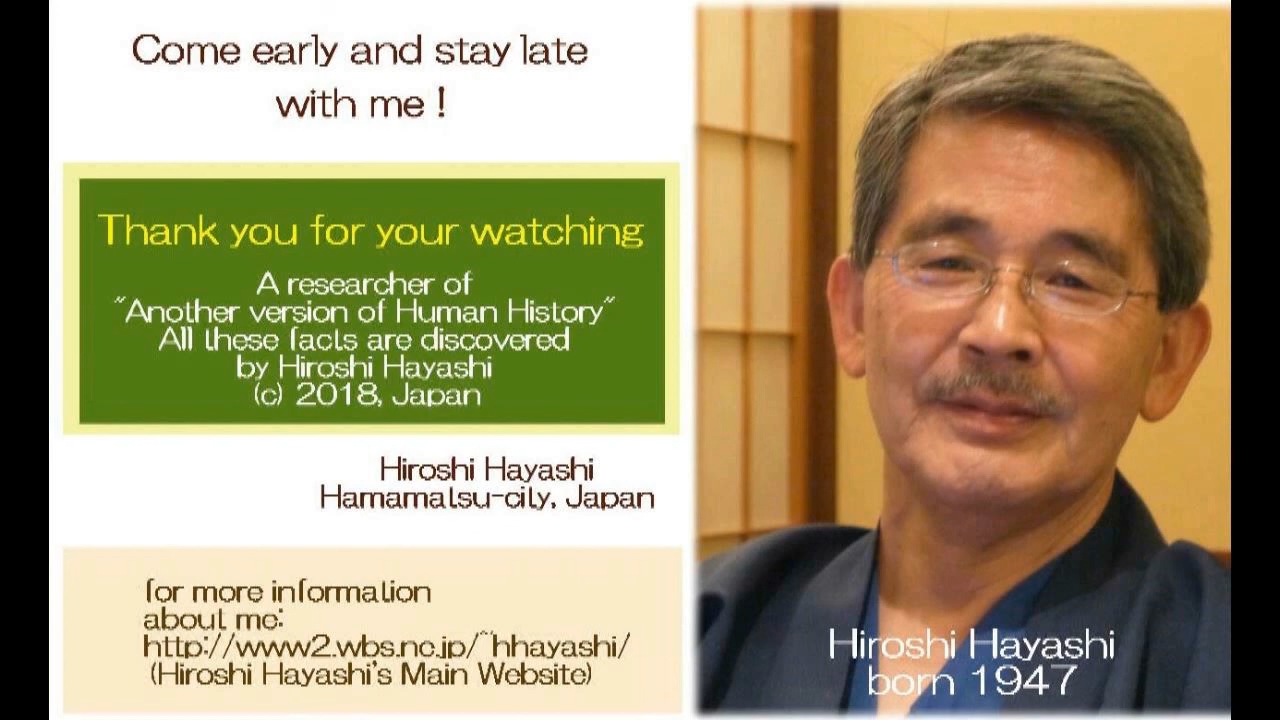 Come early and stay late
with me !
Thank you for your watching
A researcher of
"Another version of Human History"
All these facts are discovered
by Hiroshi Hayashi
(c) 2018, Japan
Hiroshi Hayashi
Hamamatsu-city, Japan
for more information
about me:
http://www2.wbs.ne.jp/~hhayashi/
(Hiroshi Hayashi's Main Website)
Hiroshi Hayashi
born 1947